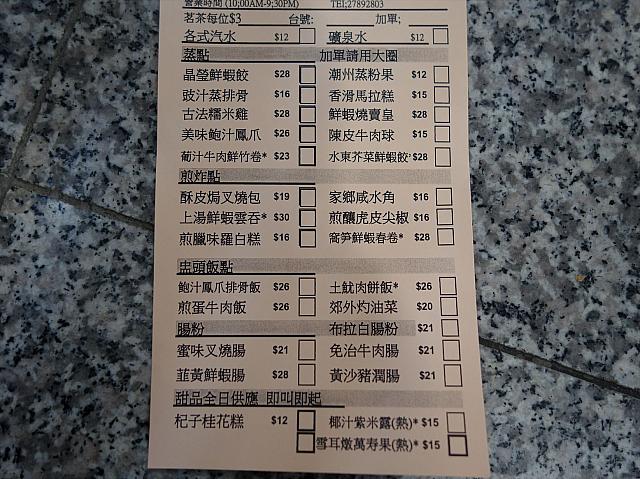 營業時間 (10:00AM-9:30PM) TEL:27892803
茗茶每位$3 台號: 加單;
各式汽水 $12 礦泉水 $12
蒸點 加單請用大圈
晶瑩鮮蝦餃 $28 潮州蒸粉果 $12
豉汁蒸排骨 $16 香滑馬拉糕 $15
古法糯米雞 $28 鮮蝦燒賣皇 $28
美味鮑汁鳳爪 $26 陳皮牛肉球 $15
葡汁牛肉鮮竹卷* $23 水東芥菜鮮蝦餃* $28
煎炸點
酥皮焗叉燒包 $19 家鄉咸水角 $16
上湯鮮蝦雲吞* $30 煎釀虎皮尖椒 $16
煎臘味蘿白糕 $16 萵筍鮮蝦春卷* $28
盅頭飯點
鮑汁鳳爪排骨飯 $26 土魷肉餅飯* $26
煎蛋牛肉飯 $26 郊外灼油菜 $20
腸粉 布拉白腸粉 $21
蜜味叉燒腸 $21 免治牛肉腸 $21
韮黃鮮蝦腸 $28 黃沙豬潤腸 $21
甜品全日供應 即叫即起
杞子桂花糕 $12 椰汁紫米露(熱)* $15
雪耳燉萬寿果(熱)* $15